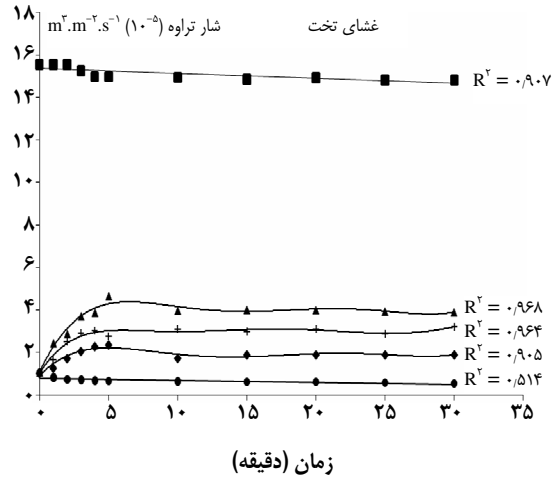 غشای تخت
شار تراوه (۱۰⁻⁵) m³.m⁻².s⁻¹
۱۸
۱۶
۱۴
۱۲
۱۰
۸
۶
۴
۲
۰
R² = ۰٫۹۰۷
R² = ۰٫۹۶۸
R² = ۰٫۹۶۴
R² = ۰٫۹۰۵
R² = ۰٫۵۱۴
۰ ۵ ۱۰ ۱۵ ۲۰ ۲۵ ۳۰ ۳۵
زمان (دقیقه)